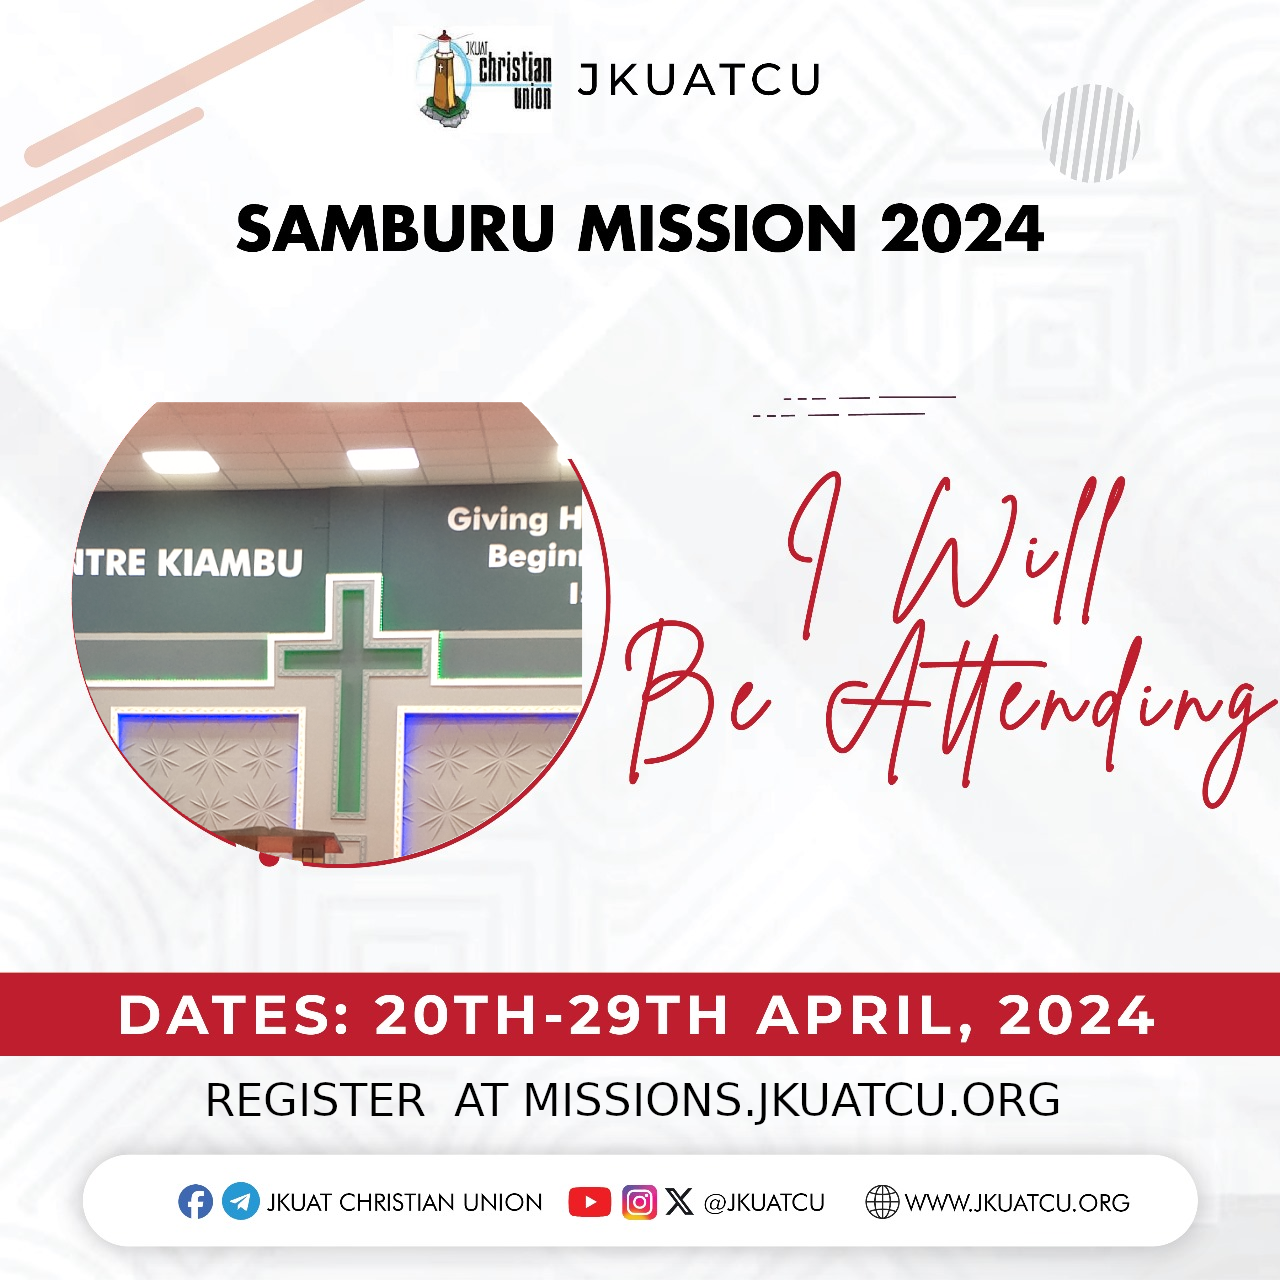 JKUAT
christian
union
JKUATCU
SAMBURU MISSION 2024
NTRE KIAMBU
Giving H
Begin
I Will
Be Attending
DATES: 20TH-29TH APRIL, 2024
REGISTER AT MISSIONS.JKUATCU.ORG
JKUAT CHRISTIAN UNION @JKUATCU WWW.JKUATCU.ORG